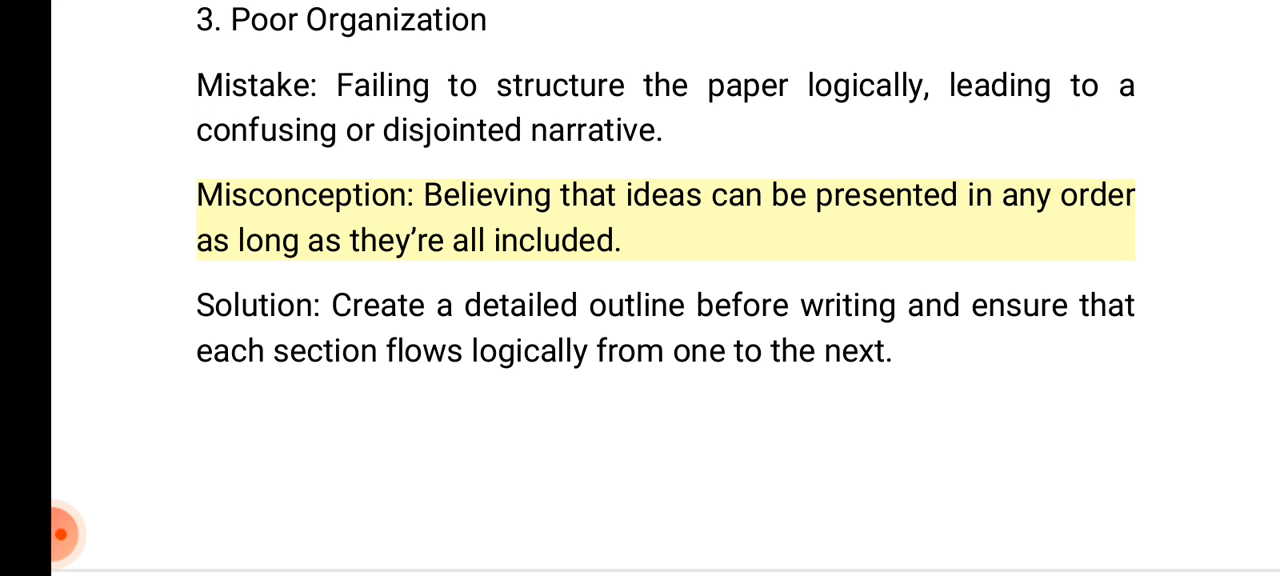 3. Poor Organization
Mistake: Failing to structure the paper logically, leading to a
confusing or disjointed narrative.
Misconception: Believing that ideas can be presented in any order
as long as they’re all included.
Solution: Create a detailed outline before writing and ensure that
each section flows logically from one to the next.